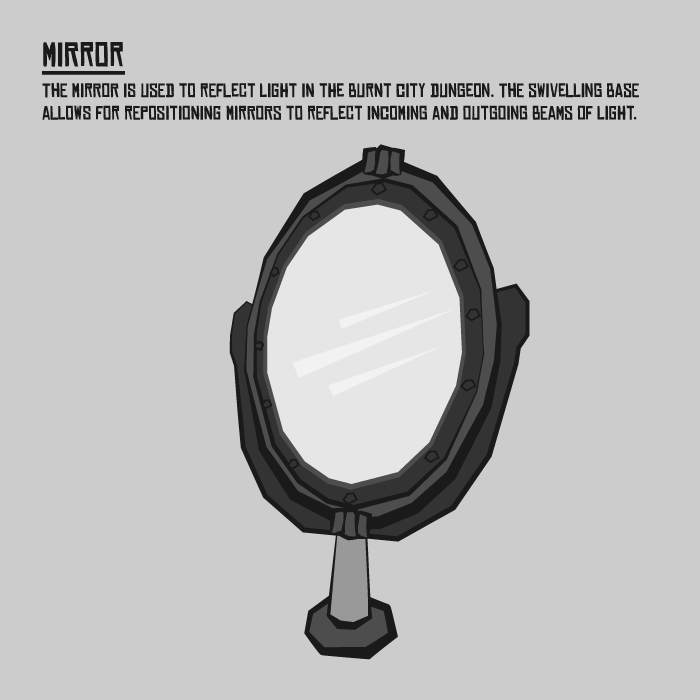 MIRROR
THE MIRROR IS USED TO REFLECT LIGHT IN THE BURNT CITY DUNGEON. THE SWIVELLING BASE
ALLOWS FOR REPOSITIONING MIRRORS TO REFLECT INCOMING AND OUTGOING BEAMS OF LIGHT.